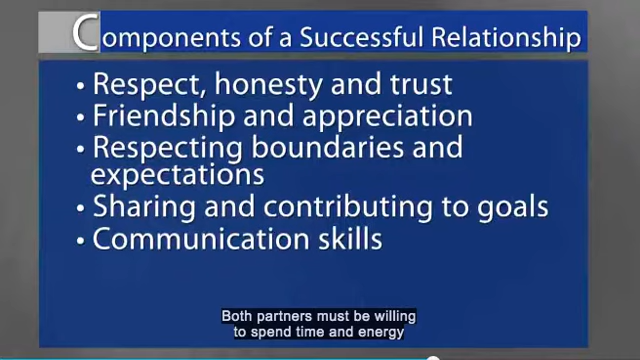 Components of a Successful Relationship
• Respect, honesty and trust
• Friendship and appreciation
• Respecting boundaries and
expectations
• Sharing and contributing to goals
• Communication skills
Both partners must be willing
to spend time and energy